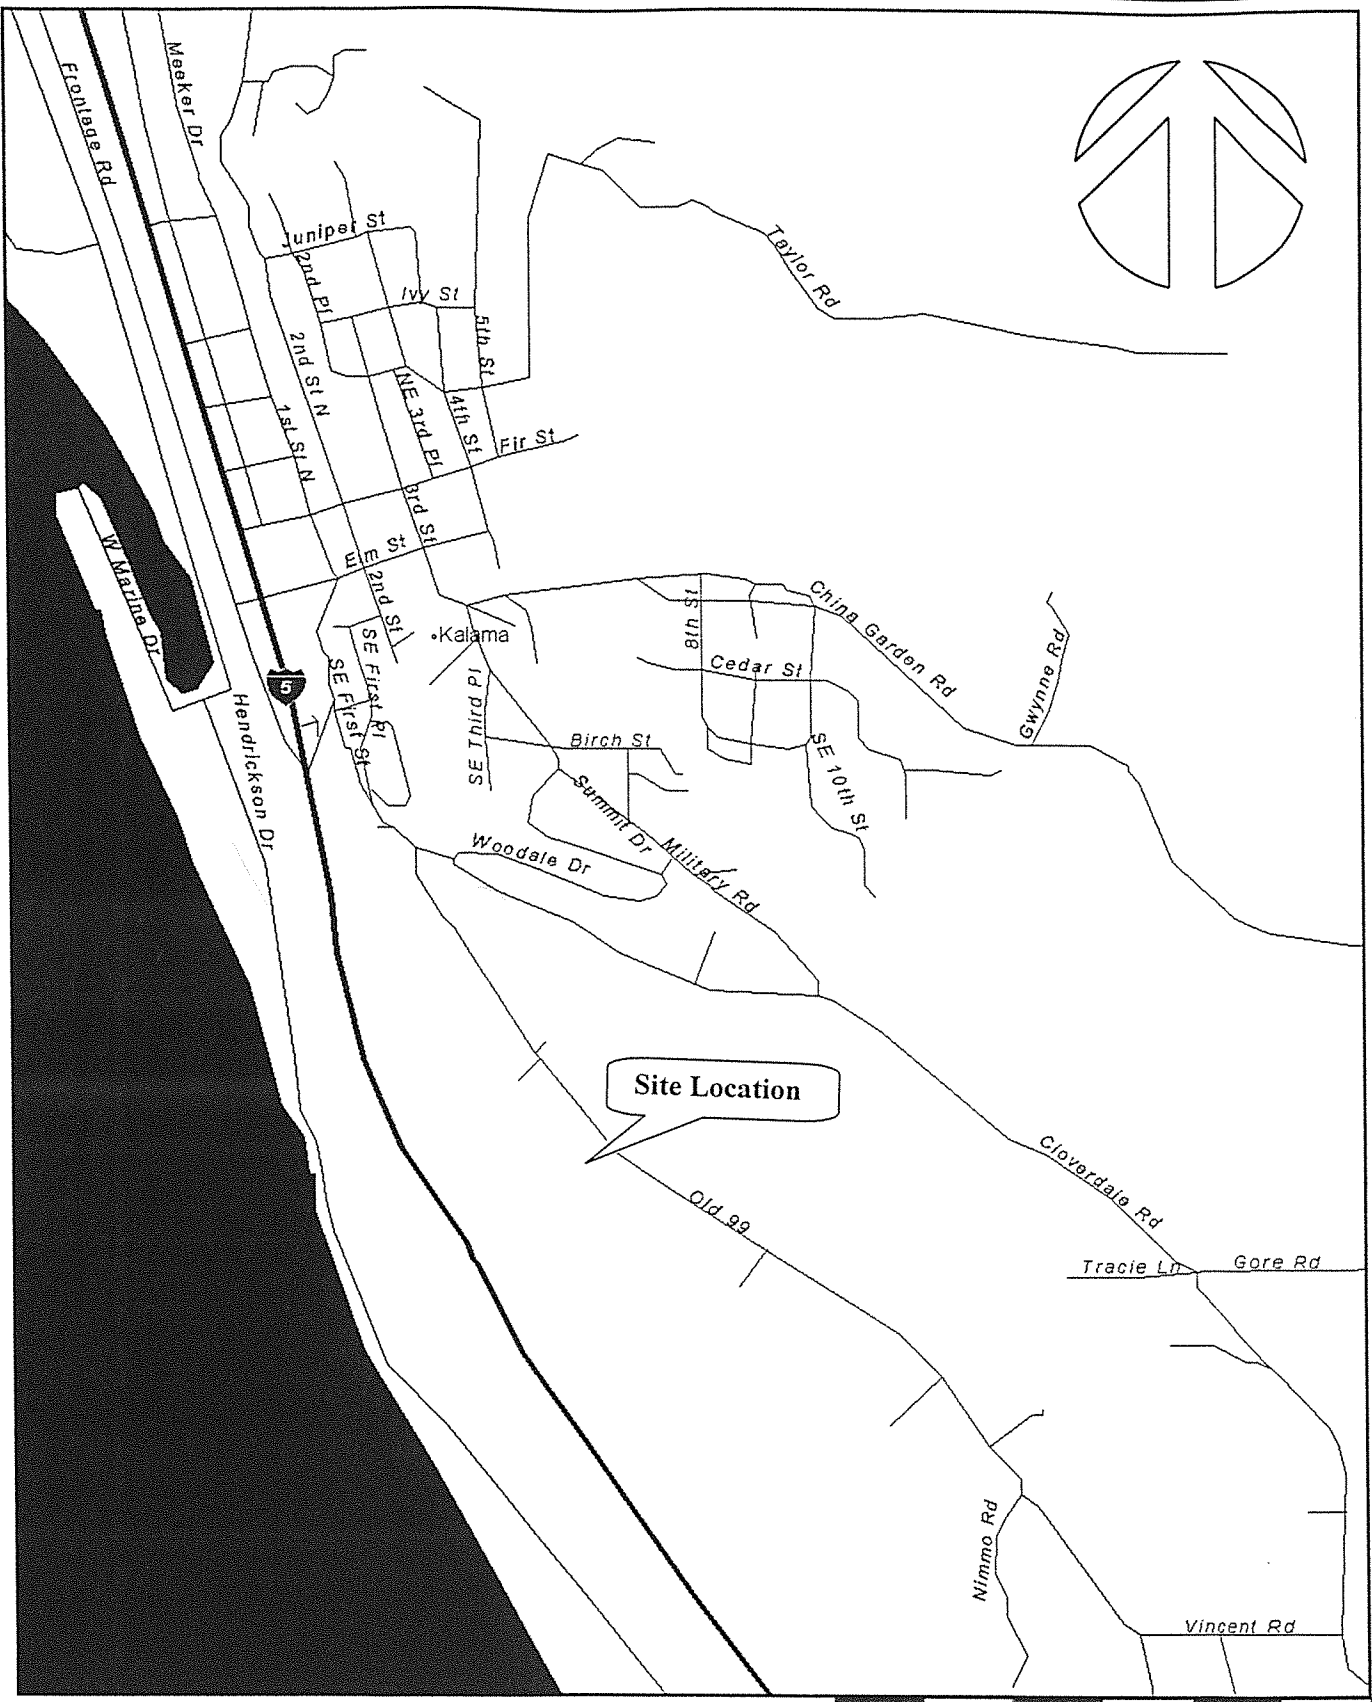 Meeker Dr
Frontage Rd
Juniper St
2nd Pl
Ivy St
Taylor Rd
5th St
2nd St N
1st St N
NE 3rd Pl
4th St
Fir St
3rd St
Elm St
2nd St
W Marine Dr
Kalama
China Garden Rd
8th St
Cedar St
Gwynne Rd
SE First Pl
SE First St
5
SE Third Pl
Hendrickson Dr
Birch St
SE 10th St
Summit Dr
Woodale Dr
Military Rd
Site Location
Cloverdale Rd
Old 99
Tracie Ln
Gore Rd
Nimmo Rd
Vincent Rd